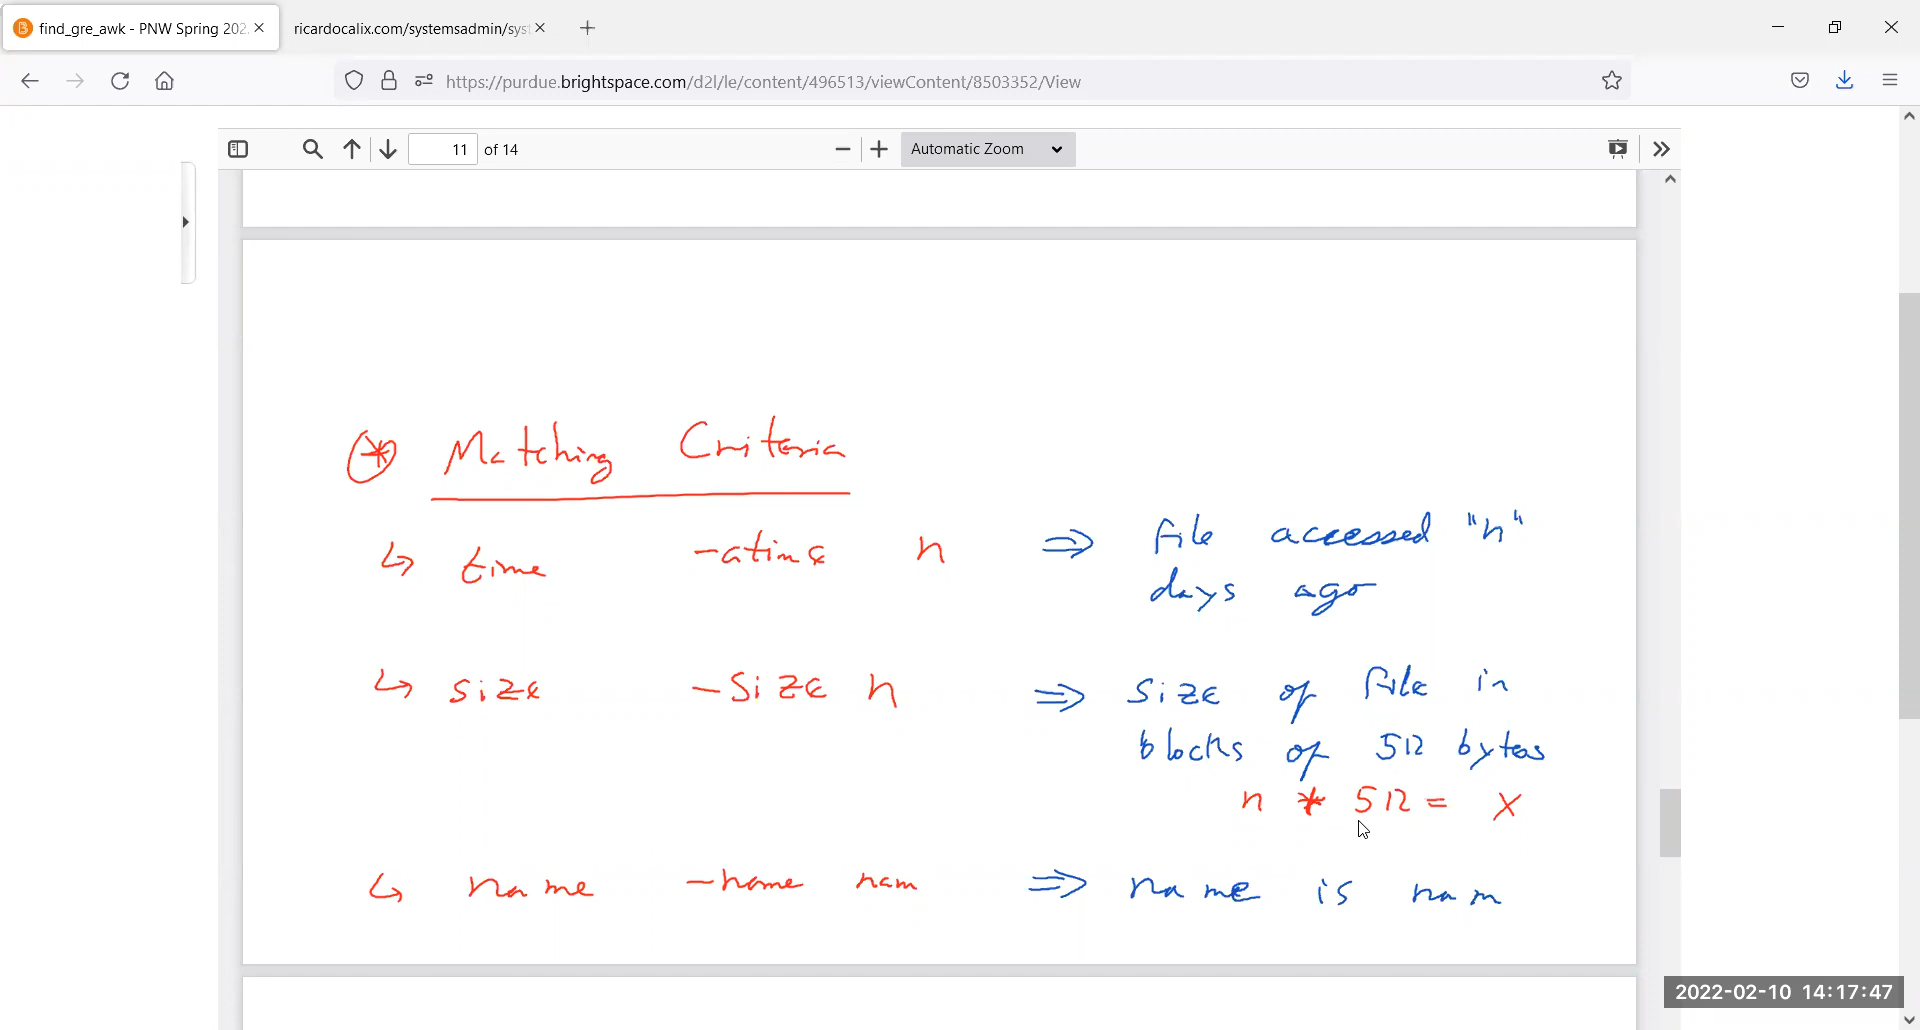 find_gre_awk - PNW Spring 202
ricardocalix.com/systemsadmin/sys
https://purdue.brightspace.com/d2l/le/content/496513/viewContent/8503352/View
11 of 14
Automatic Zoom
* Matching Criteria
↳ time -atime n ⇒ file accessed "n"
days ago
↳ size -size n ⇒ size of file in
blocks of 512 bytes
n * 512 = X
↳ name -name nam ⇒ name is nam
2022-02-10 14:17:47